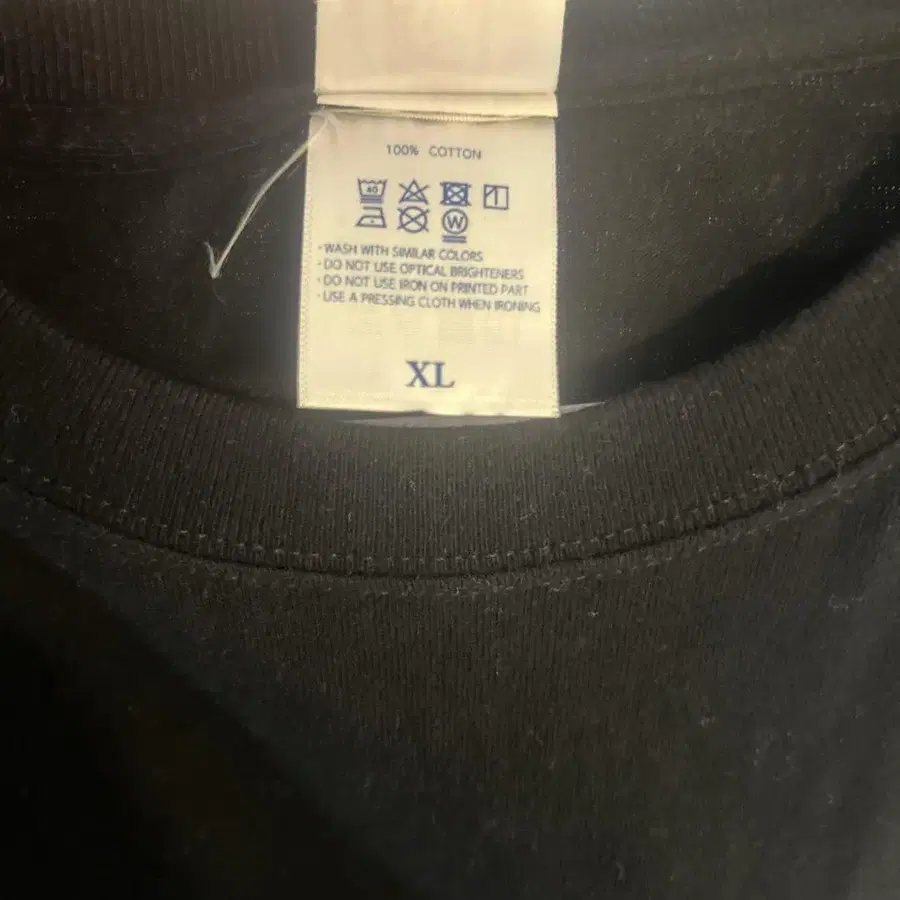 100% COTTON
40
W
· WASH WITH SIMILAR COLORS
· DO NOT USE OPTICAL BRIGHTENERS
· DO NOT USE IRON ON PRINTED PART
· USE A PRESSING CLOTH WHEN IRONING
XL